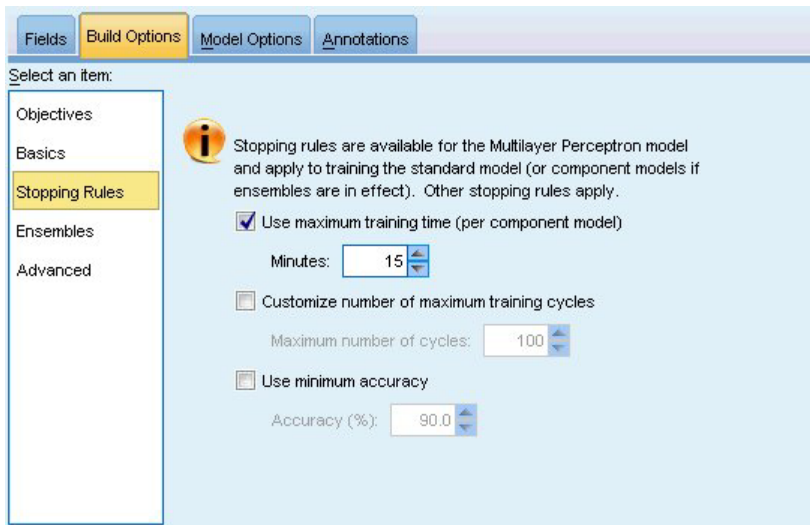 Fields Build Options Model Options Annotations
Select an item:
Objectives
Basics
Stopping Rules
Ensembles
Advanced
Stopping rules are available for the Multilayer Perceptron model
and apply to training the standard model (or component models if
ensembles are in effect). Other stopping rules apply.
Use maximum training time (per component model)
Minutes: 15
Customize number of maximum training cycles
Maximum number of cycles: 100
Use minimum accuracy
Accuracy (%): 90.0